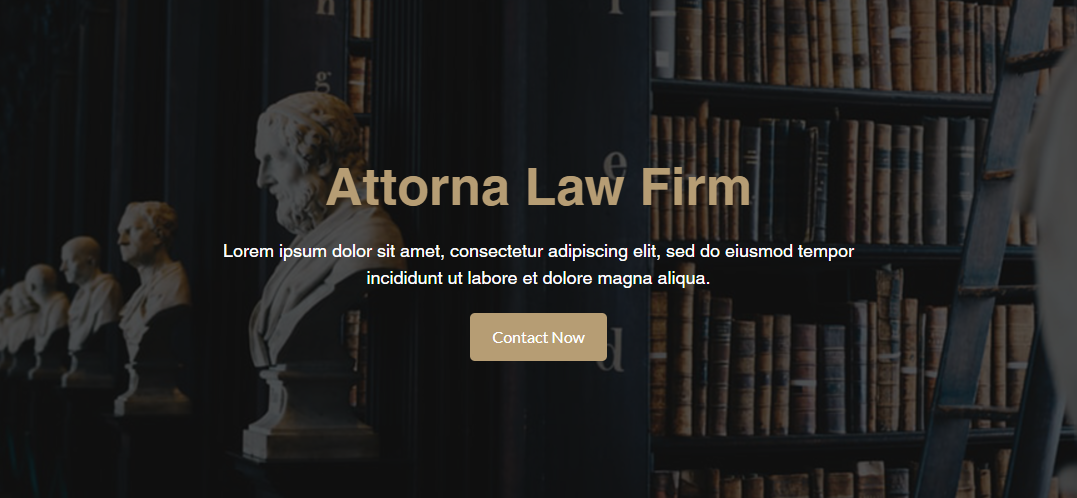 n
g
Attorna Law Firm
e
Lorem ipsum dolor sit amet, consectetur adipiscing elit, sed do eiusmod tempor
incididunt ut labore et dolore magna aliqua.
Contact Now
d